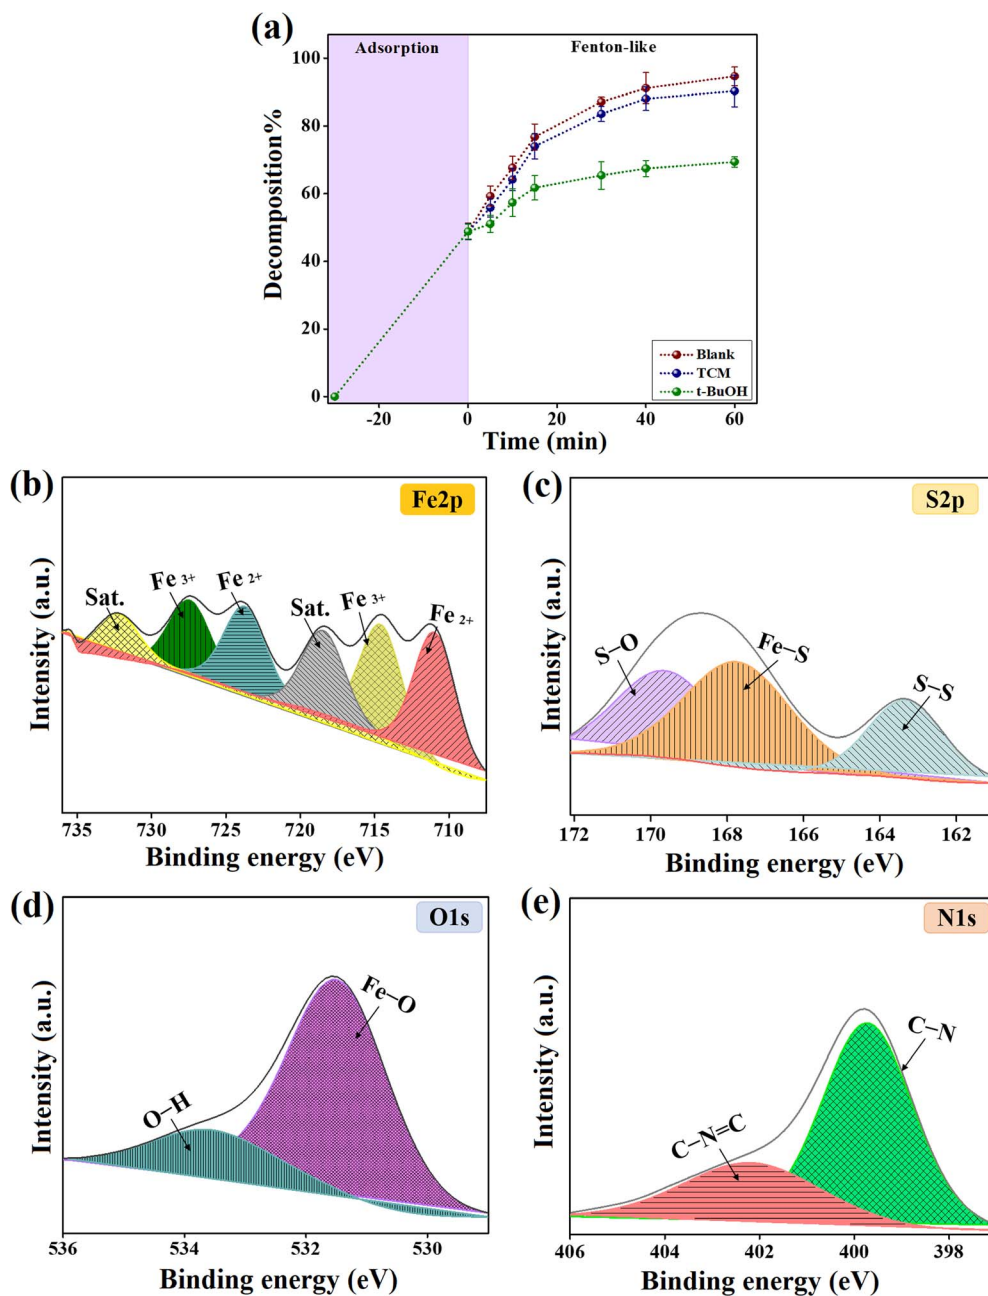 (a)
Adsorption
Fenton-like
Decomposition%
100
80
60
40
20
0
Blank
TCM
t-BuOH
-20 0 20 40 60
Time (min)
(b)
Fe2p
Intensity (a.u.)
Sat.
Fe 3+
Fe 2+
Sat.
Fe 3+
Fe 2+
735 730 725 720 715 710
Binding energy (eV)
(c)
S2p
Intensity (a.u.)
S–O
Fe–S
S–S
172 170 168 166 164 162
Binding energy (eV)
(d)
O1s
Intensity (a.u.)
Fe–O
O–H
536 534 532 530
Binding energy (eV)
(e)
N1s
Intensity (a.u.)
C–N
C–N=C
406 404 402 400 398
Binding energy (eV)